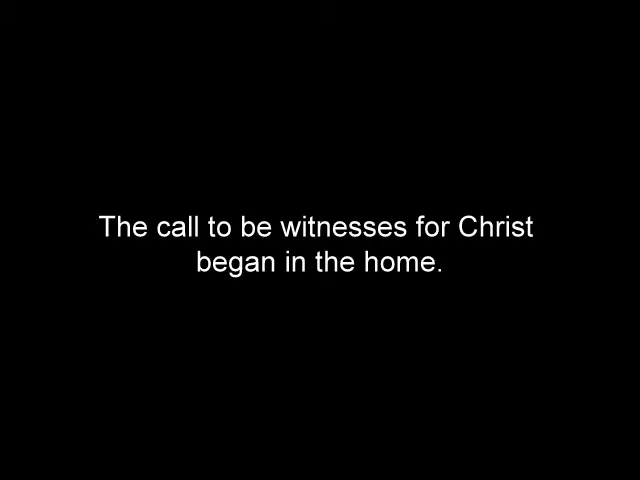 The call to be witnesses for Christ
began in the home.